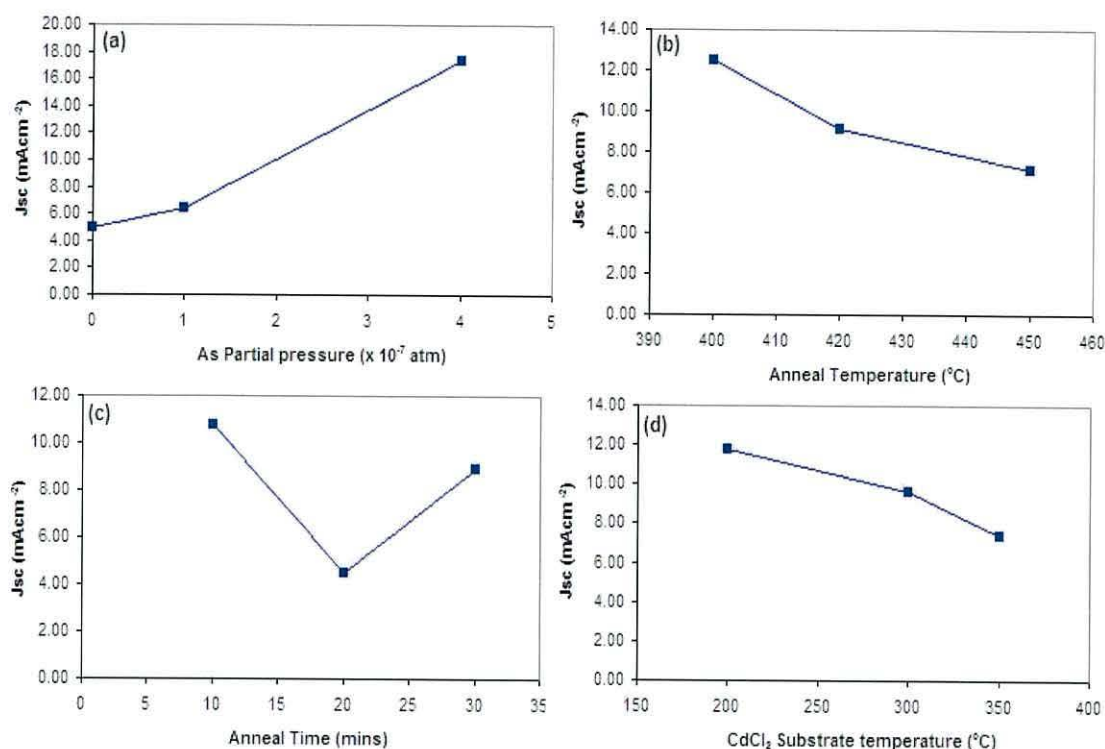 (a)
20.00
18.00
16.00
14.00
12.00
10.00
8.00
6.00
4.00
2.00
0.00
Jsc (mAcm⁻²)
0 1 2 3 4 5
As Partial pressure (x 10⁻⁷ atm)
(b)
14.00
12.00
10.00
8.00
6.00
4.00
2.00
0.00
Jsc (mAcm⁻²)
390 400 410 420 430 440 450 460
Anneal Temperature (°C)
(c)
12.00
10.00
8.00
6.00
4.00
2.00
0.00
Jsc (mAcm⁻²)
0 5 10 15 20 25 30 35
Anneal Time (mins)
(d)
14.00
12.00
10.00
8.00
6.00
4.00
2.00
0.00
Jsc (mAcm⁻²)
150 200 250 300 350 400
CdCl₂ Substrate temperature (°C)